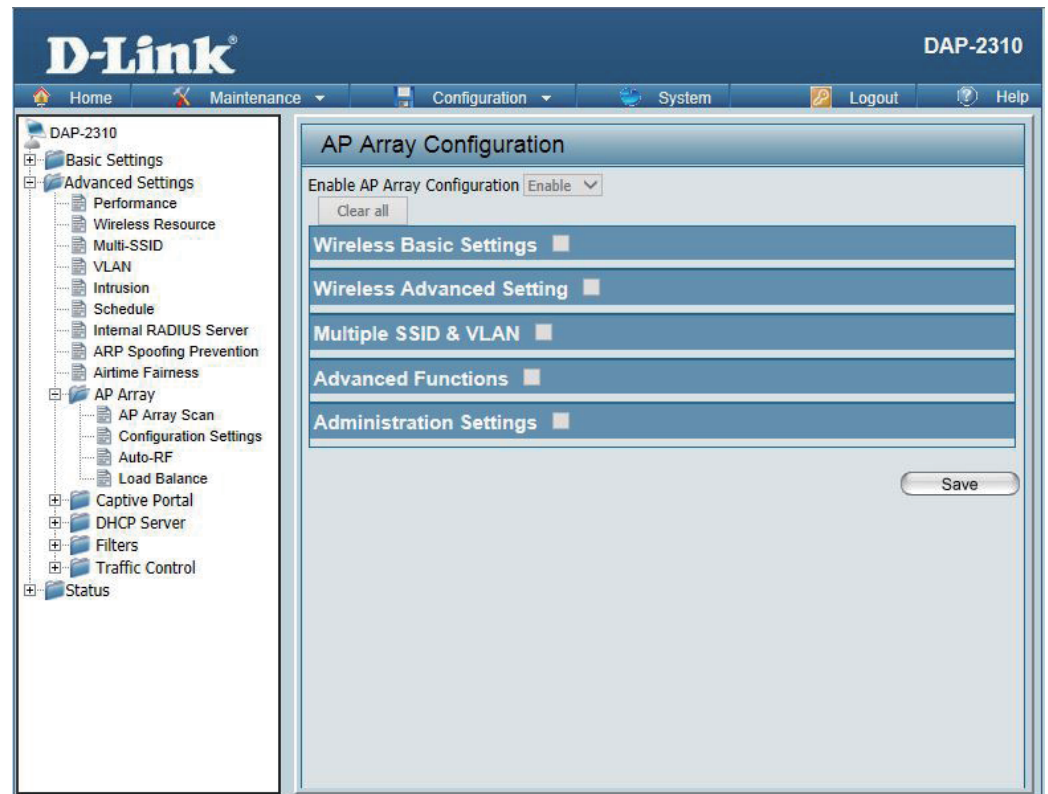 D-Link®
DAP-2310
Home Maintenance Configuration System Logout Help
DAP-2310
Basic Settings
Advanced Settings
Performance
Wireless Resource
Multi-SSID
VLAN
Intrusion
Schedule
Internal RADIUS Server
ARP Spoofing Prevention
Airtime Fairness
AP Array
AP Array Scan
Configuration Settings
Auto-RF
Load Balance
Captive Portal
DHCP Server
Filters
Traffic Control
Status
AP Array Configuration
Enable AP Array Configuration Enable
Clear all
Wireless Basic Settings
Wireless Advanced Setting
Multiple SSID & VLAN
Advanced Functions
Administration Settings
Save